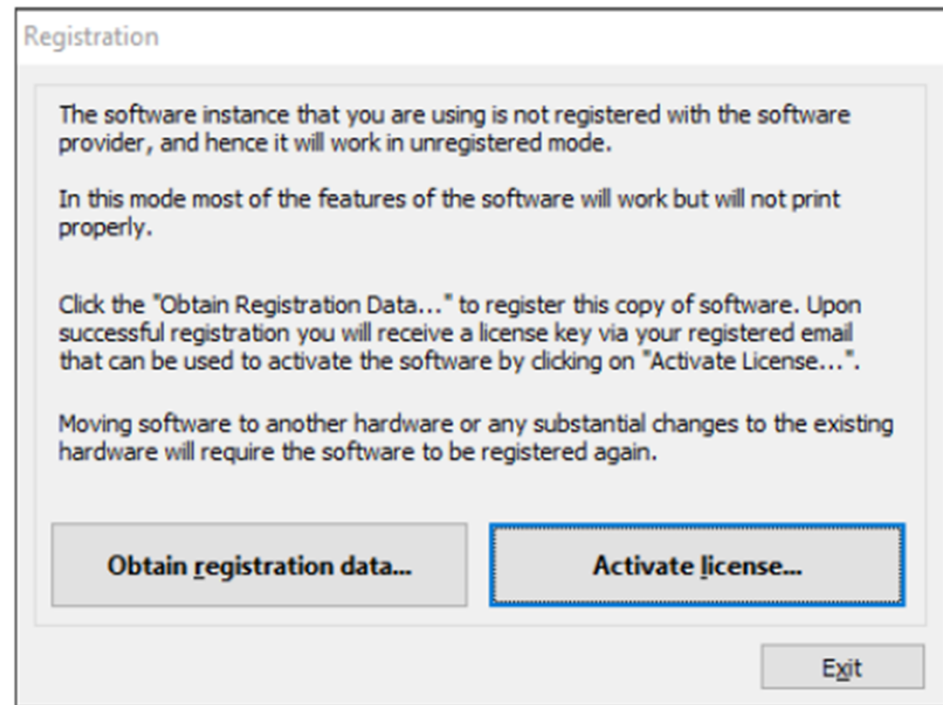 Registration
The software instance that you are using is not registered with the software
provider, and hence it will work in unregistered mode.
In this mode most of the features of the software will work but will not print
properly.
Click the "Obtain Registration Data..." to register this copy of software. Upon
successful registration you will receive a license key via your registered email
that can be used to activate the software by clicking on "Activate License...".
Moving software to another hardware or any substantial changes to the existing
hardware will require the software to be registered again.
Obtain registration data...
Activate license...
Exit